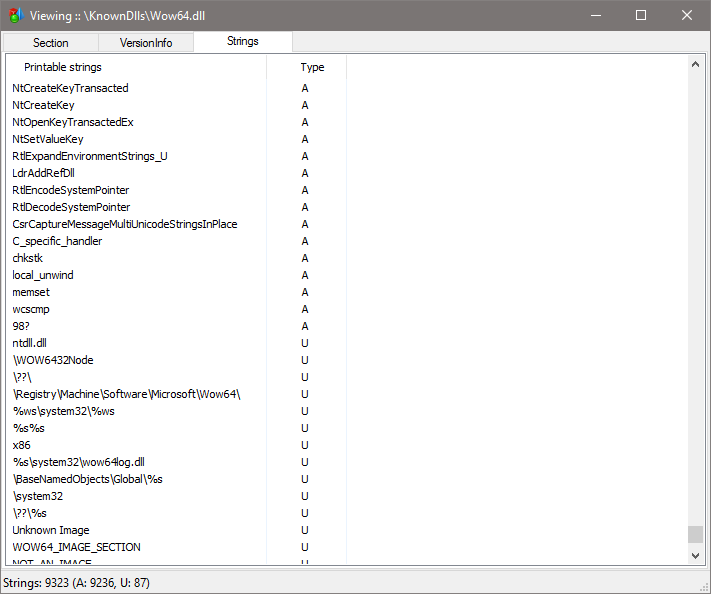 Viewing :: \KnownDlls\Wow64.dll
Section VersionInfo Strings
Printable strings Type
NtCreateKeyTransacted A
NtCreateKey A
NtOpenKeyTransactedEx A
NtSetValueKey A
RtlExpandEnvironmentStrings_U A
LdrAddRefDll A
RtlEncodeSystemPointer A
RtlDecodeSystemPointer A
CsrCaptureMessageMultiUnicodeStringsInPlace A
C_specific_handler A
chkstk A
local_unwind A
memset A
wcscmp A
98? A
ntdll.dll U
\WOW6432Node U
\??\ U
\Registry\Machine\Software\Microsoft\Wow64\ U
%ws\system32\%ws U
%s%s U
x86 U
%s\system32\wow64log.dll U
\BaseNamedObjects\Global\%s U
\system32 U
\??\%s U
Unknown Image U
WOW64_IMAGE_SECTION U
NOT_AN_IMAGE U
Strings: 9323 (A: 9236, U: 87)